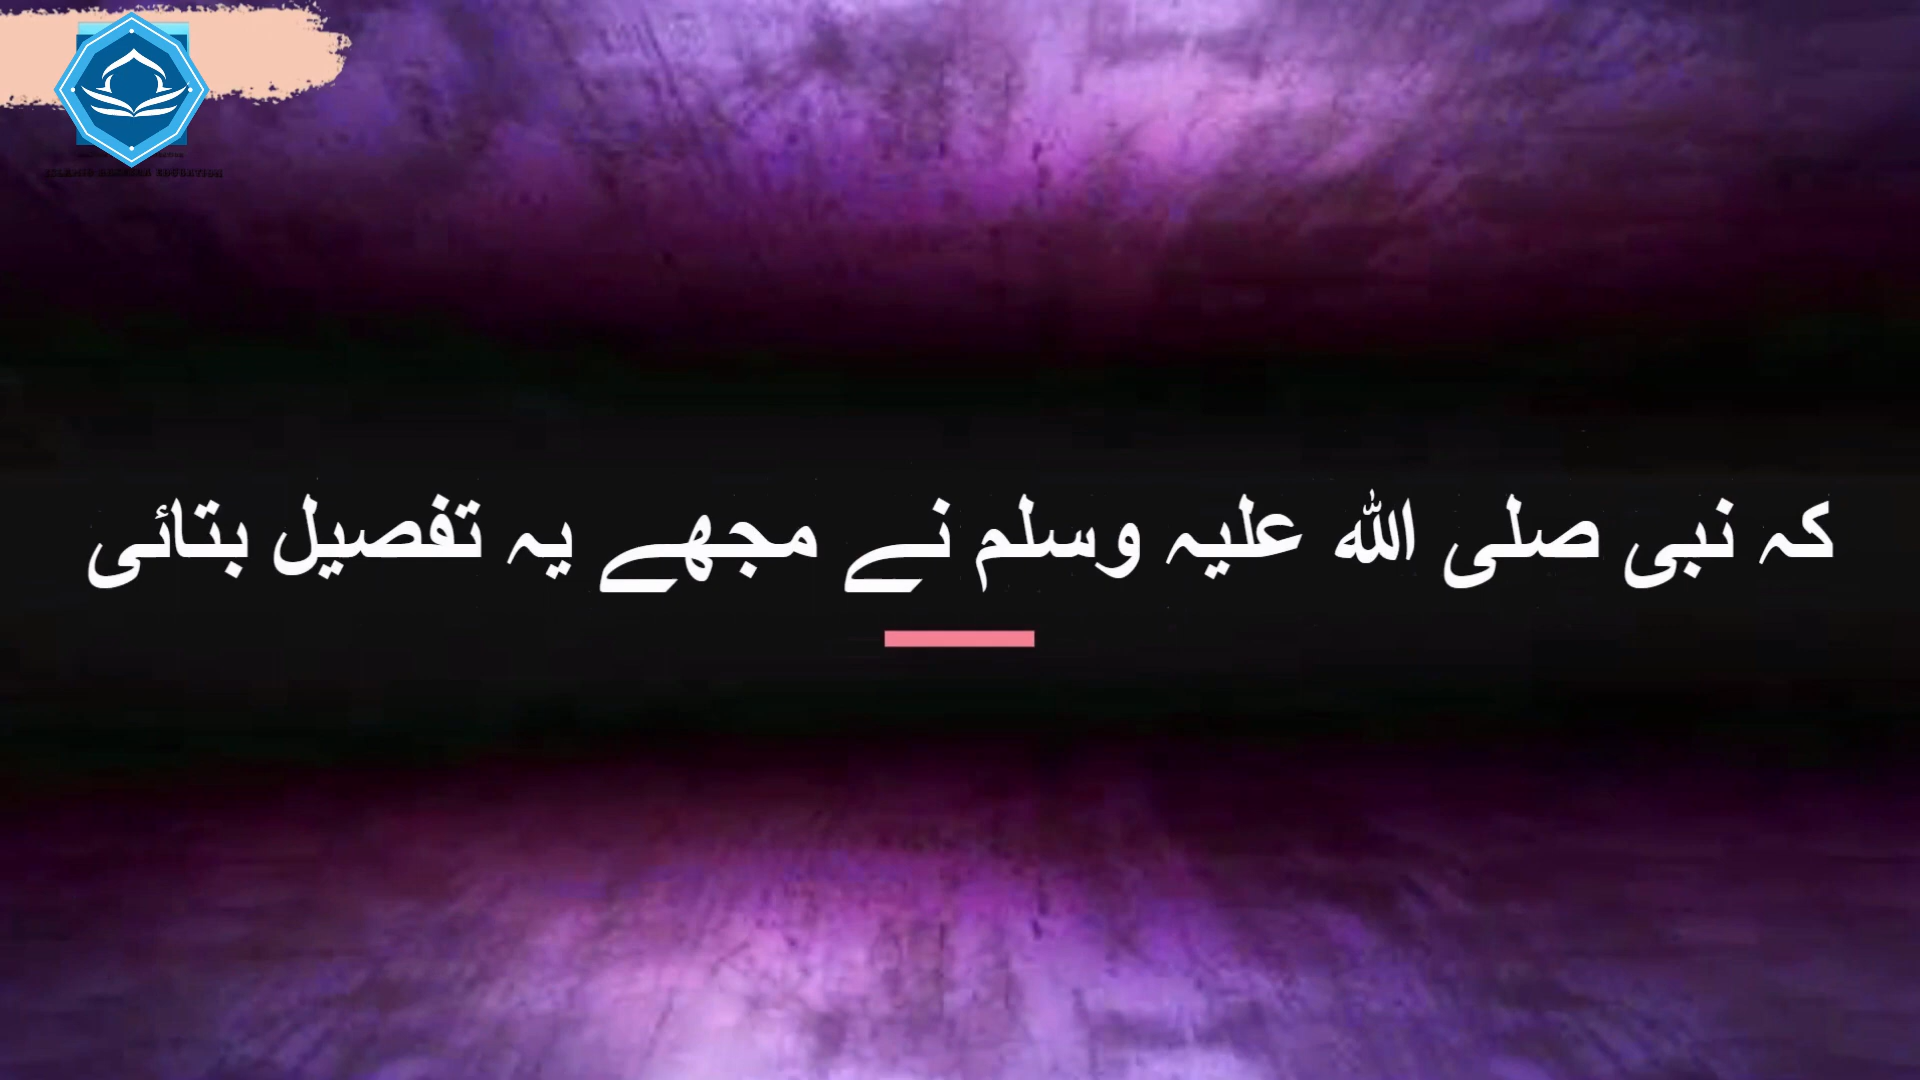 کہ نبی صلی اللہ علیہ وسلم نے مجھے یہ تفصیل بتائی